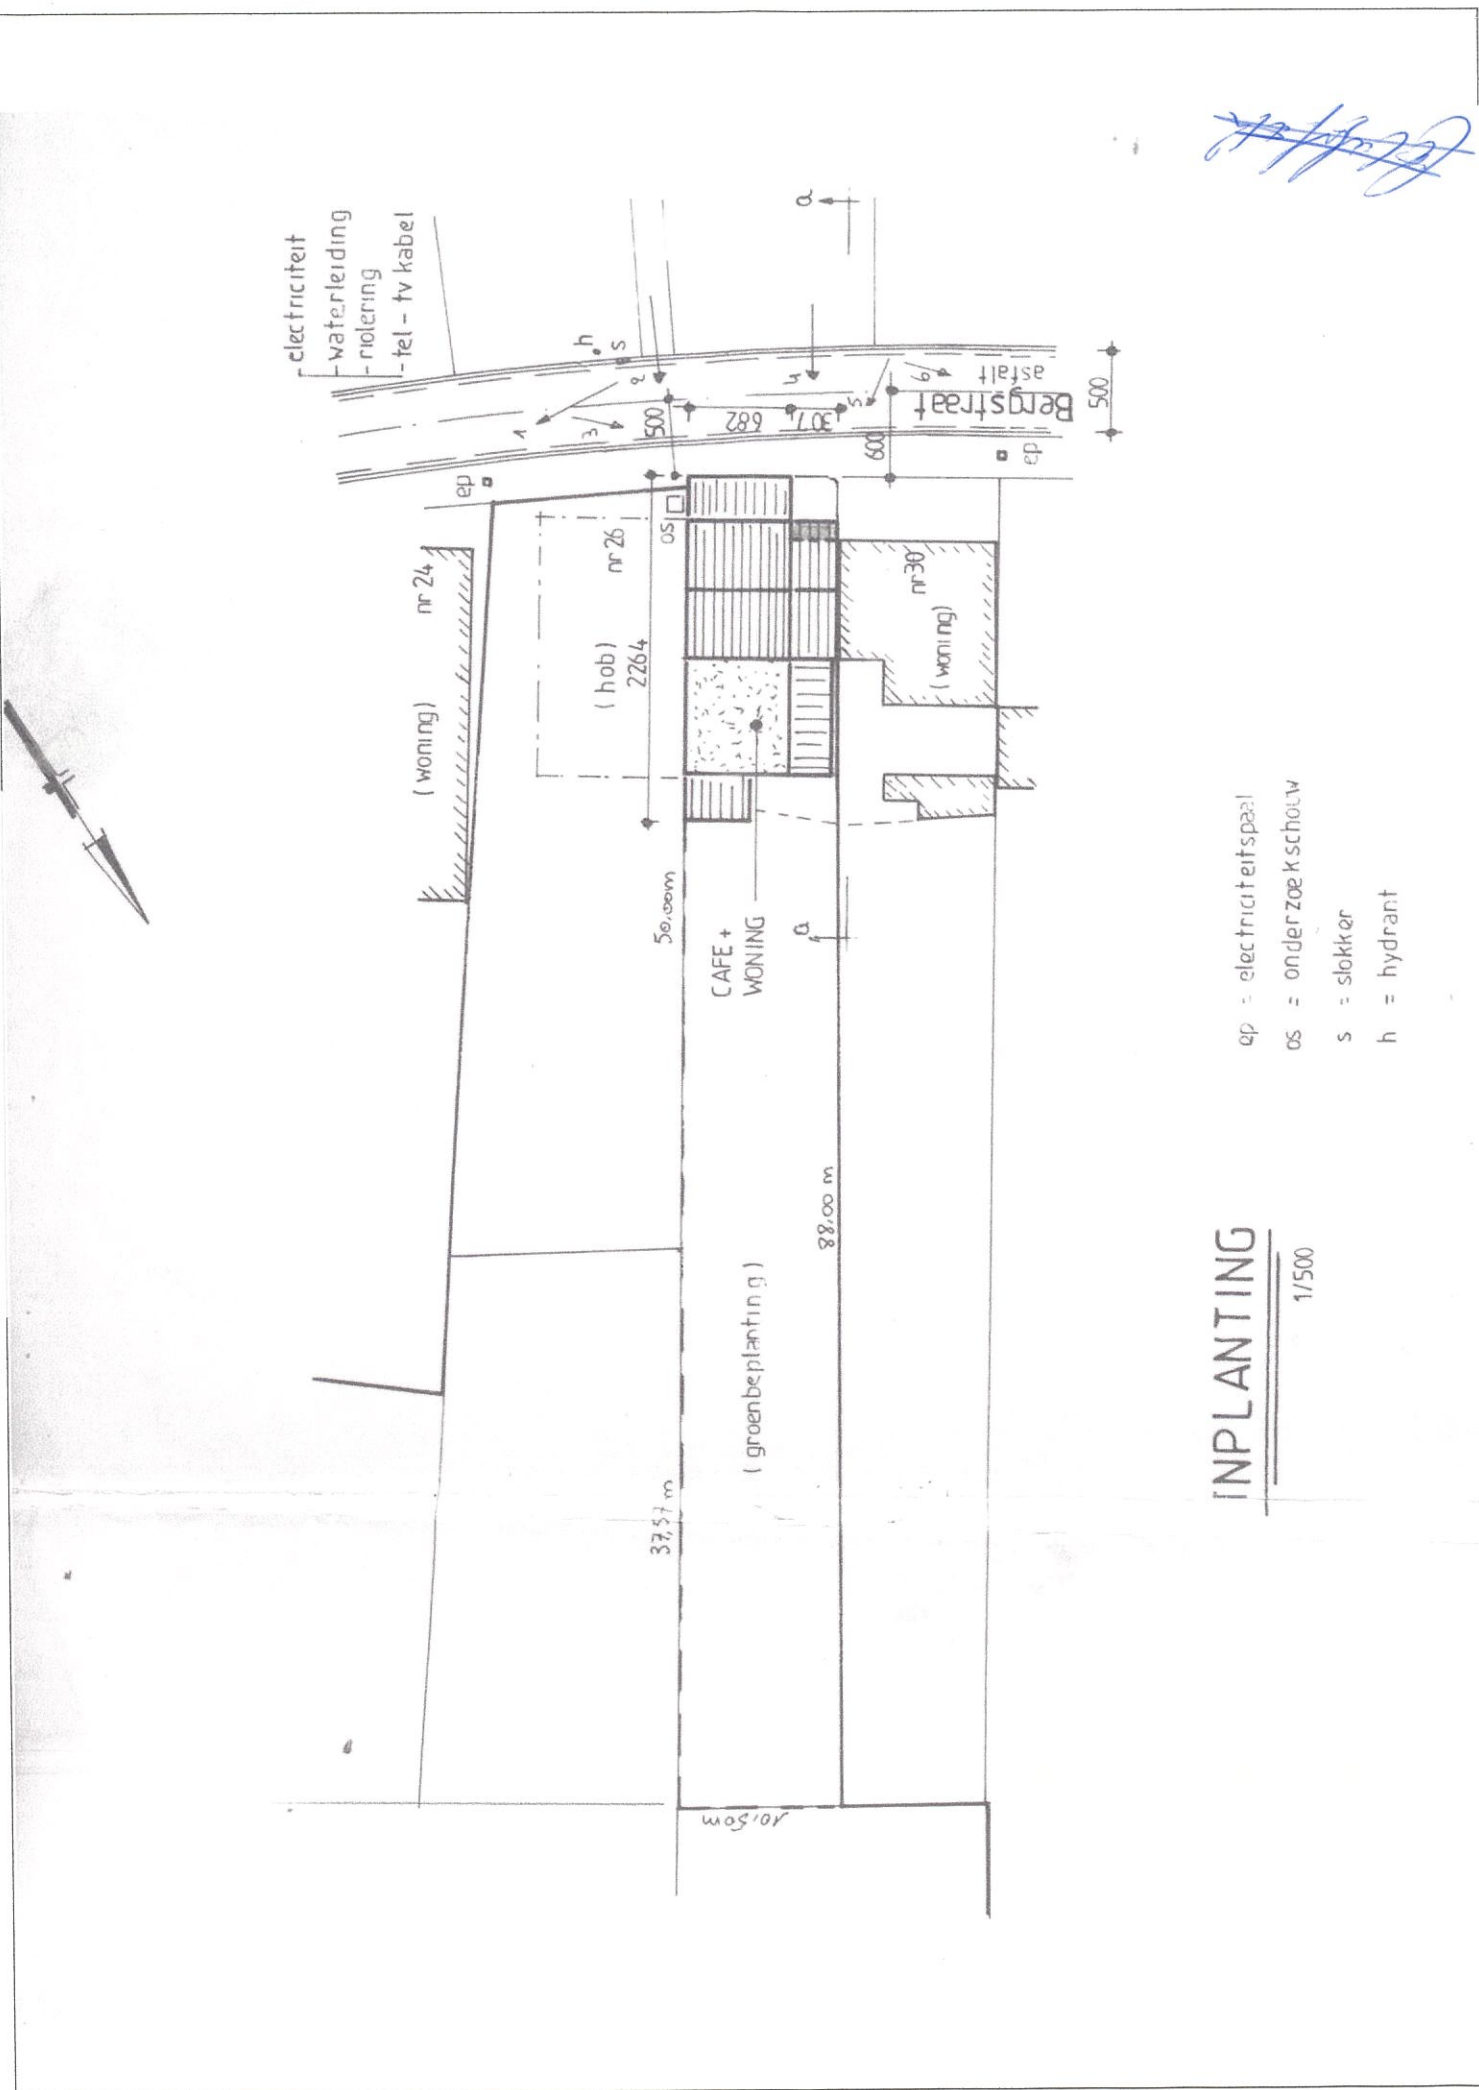 - electriciteit
- waterleiding
- riolering
- tel - tv kabel
h
s
1
2
3
4
5
6
500
682
307
600
Bergstraat
asfalt
500
a
ep
ep
os
nr 24
(woning)
nr 26
(hob)
2264
nr 30
(woning)
50,00m
CAFE +
WONING
a
88,00 m
(groenbeplanting)
37,57 m
10,50m
ep = electriciteitspaal
os = onderzoekschouw
s = slokker
h = hydrant
INPLANTING
1/500